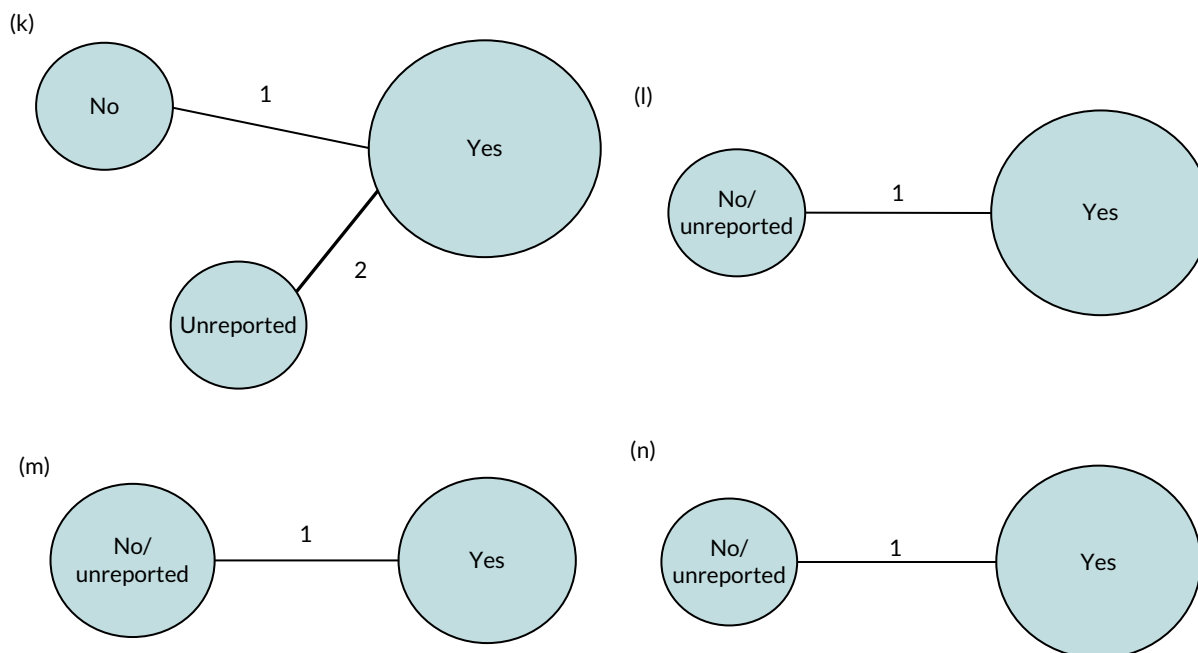 (k)
No
1
Yes
2
Unreported
(l)
No/
unreported
1
Yes
(m)
No/
unreported
1
Yes
(n)
No/
unreported
1
Yes